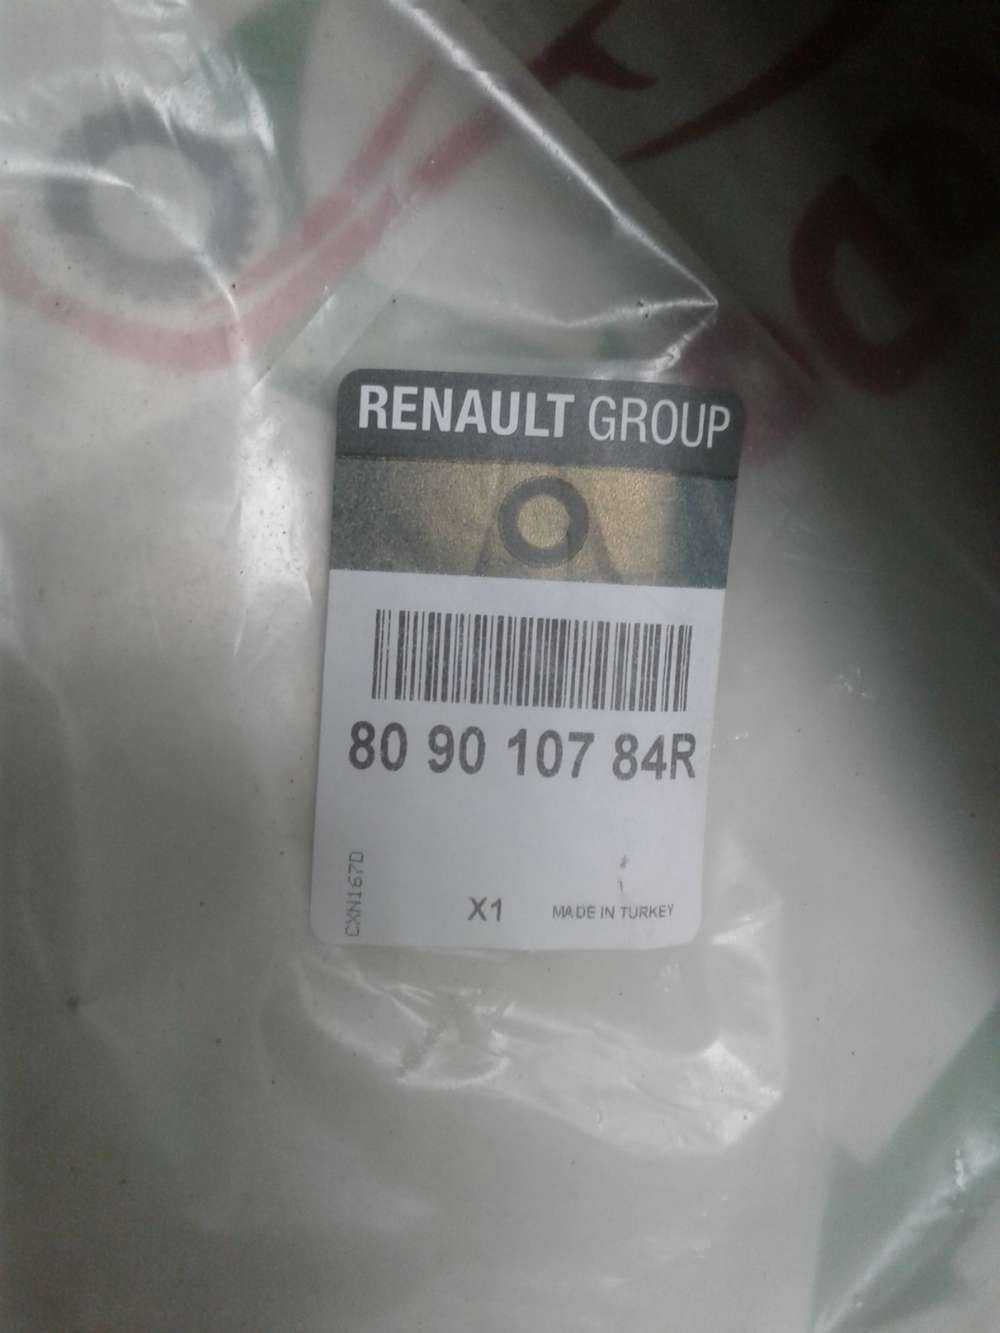 RENAULT GROUP
80 90 107 84R
CXN167D
X1
MADE IN TURKEY